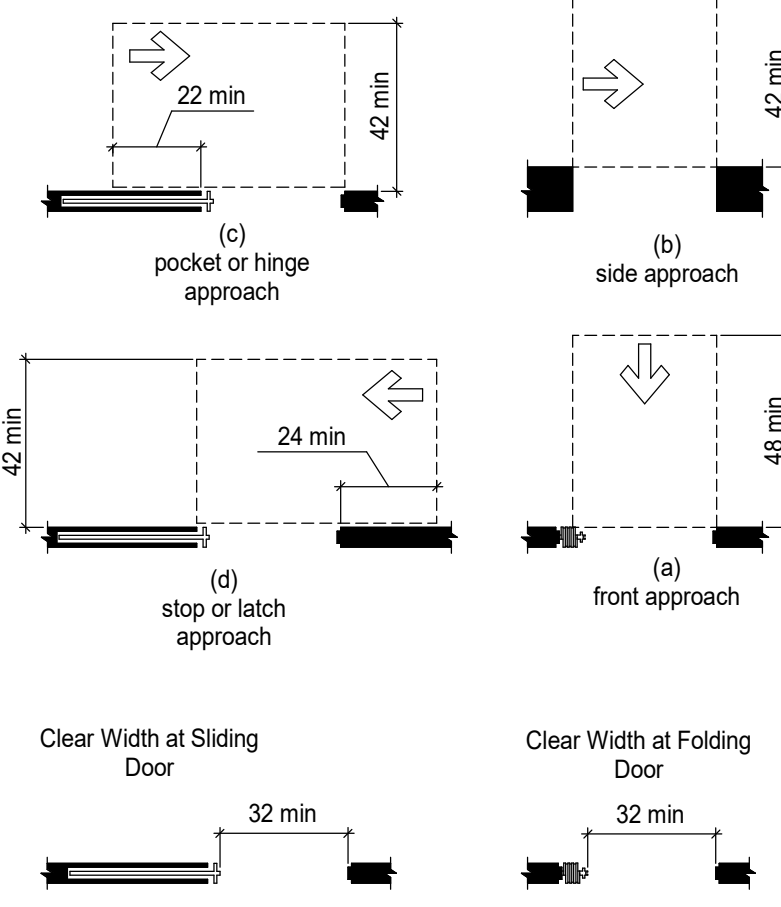 22 min
42 min
(c)
pocket or hinge
approach
42 min
(b)
side approach
42 min
24 min
(d)
stop or latch
approach
48 min
(a)
front approach
Clear Width at Sliding
Door
32 min
Clear Width at Folding
Door
32 min